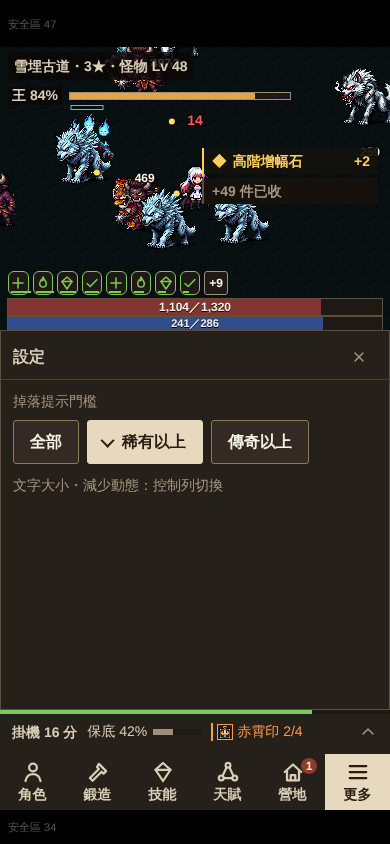 安全區 47
雪埋古道・3★・怪物 Lv 48
王 84%
14
高階增幅石 +2
469
+49 件已收
+9
1,104／1,320
241／286
設定
掉落提示門檻
全部 稀有以上 傳奇以上
文字大小・減少動態：控制列切換
掛機 16 分 保底 42% 赤霄印 2/4
1
角色 鍛造 技能 天賦 營地 更多
安全區 34